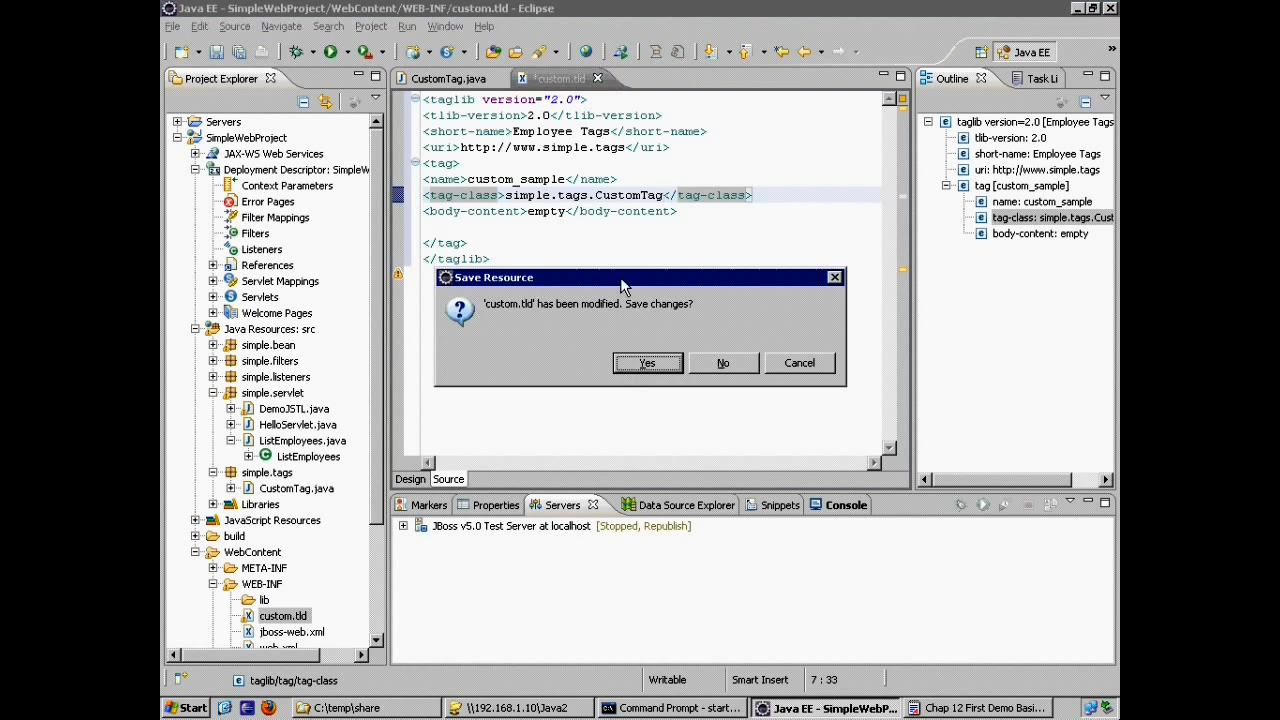 Java EE - SimpleWebProject/WebContent/WEB-INF/custom.tld - Eclipse
File Edit Source Navigate Search Project Run Window Help
Java EE
Project Explorer
CustomTag.java
*custom.tld
Outline
Task Li
Servers
SimpleWebProject
JAX-WS Web Services
Deployment Descriptor: SimpleW
Context Parameters
Error Pages
Filter Mappings
Filters
Listeners
References
Servlet Mappings
Servlets
Welcome Pages
Java Resources: src
simple.bean
simple.filters
simple.listeners
simple.servlet
DemoJSTL.java
HelloServlet.java
ListEmployees.java
ListEmployees
simple.tags
CustomTag.java
Libraries
JavaScript Resources
build
WebContent
META-INF
WEB-INF
lib
custom.tld
jboss-web.xml
web.xml
<taglib version="2.0">
<tlib-version>2.0</tlib-version>
<short-name>Employee Tags</short-name>
<uri>http://www.simple.tags</uri>
<tag>
<name>custom_sample</name>
<tag-class>simple.tags.CustomTag</tag-class>
<body-content>empty</body-content>
</tag>
</taglib>
Save Resource
'custom.tld' has been modified. Save changes?
Yes No Cancel
Design Source
taglib version=2.0 [Employee Tags
tlib-version: 2.0
short-name: Employee Tags
uri: http://www.simple.tags
tag [custom_sample]
name: custom_sample
tag-class: simple.tags.Cust
body-content: empty
Markers Properties Servers Data Source Explorer Snippets Console
JBoss v5.0 Test Server at localhost [Stopped, Republish]
taglib/tag/tag-class
Writable
Smart Insert
7 : 33
Start
C:\temp\share
\\192.168.1.10\Java2
Command Prompt - start...
Java EE - SimpleWebP...
Chap 12 First Demo Basi...